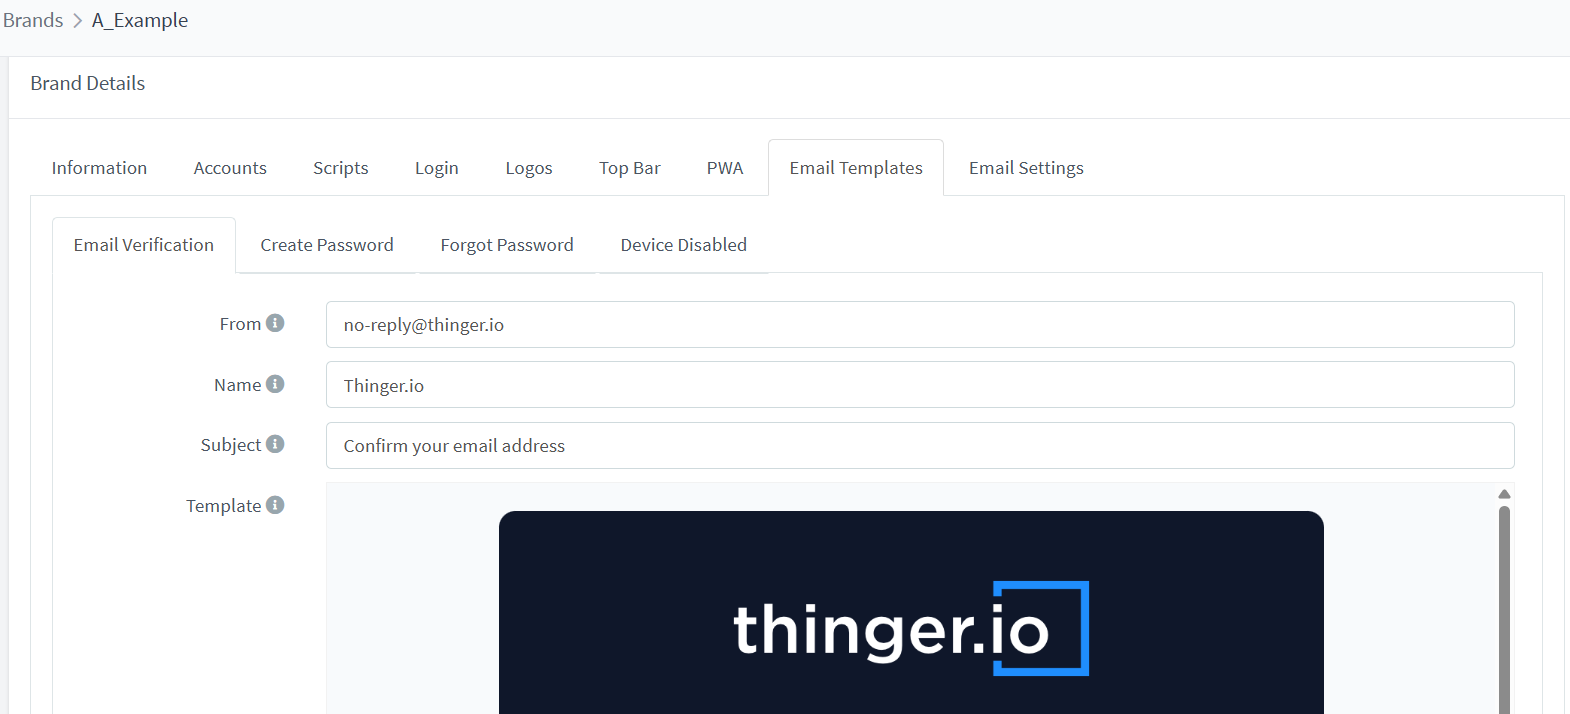 Brands > A_Example
Brand Details
Information Accounts Scripts Login Logos Top Bar PWA Email Templates Email Settings
Email Verification Create Password Forgot Password Device Disabled
From no-reply@thinger.io
Name Thinger.io
Subject Confirm your email address
Template
thinger.io